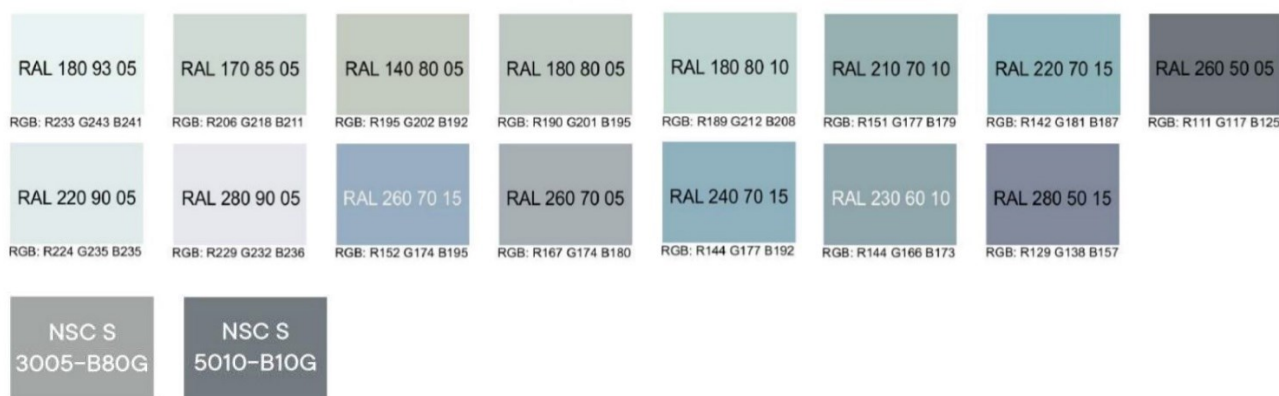 RAL 180 93 05
RAL 170 85 05
RAL 140 80 05
RAL 180 80 05
RAL 180 80 10
RAL 210 70 10
RAL 220 70 15
RAL 260 50 05
RGB: R233 G243 B241
RGB: R206 G218 B211
RGB: R195 G202 B192
RGB: R190 G201 B195
RGB: R189 G212 B208
RGB: R151 G177 B179
RGB: R142 G181 B187
RGB: R111 G117 B125
RAL 220 90 05
RAL 280 90 05
RAL 260 70 15
RAL 260 70 05
RAL 240 70 15
RAL 230 60 10
RAL 280 50 15
RGB: R224 G235 B235
RGB: R229 G232 B236
RGB: R152 G174 B195
RGB: R167 G174 B180
RGB: R144 G177 B192
RGB: R144 G166 B173
RGB: R129 G138 B157
NSC S
3005-B80G
NSC S
5010-B10G